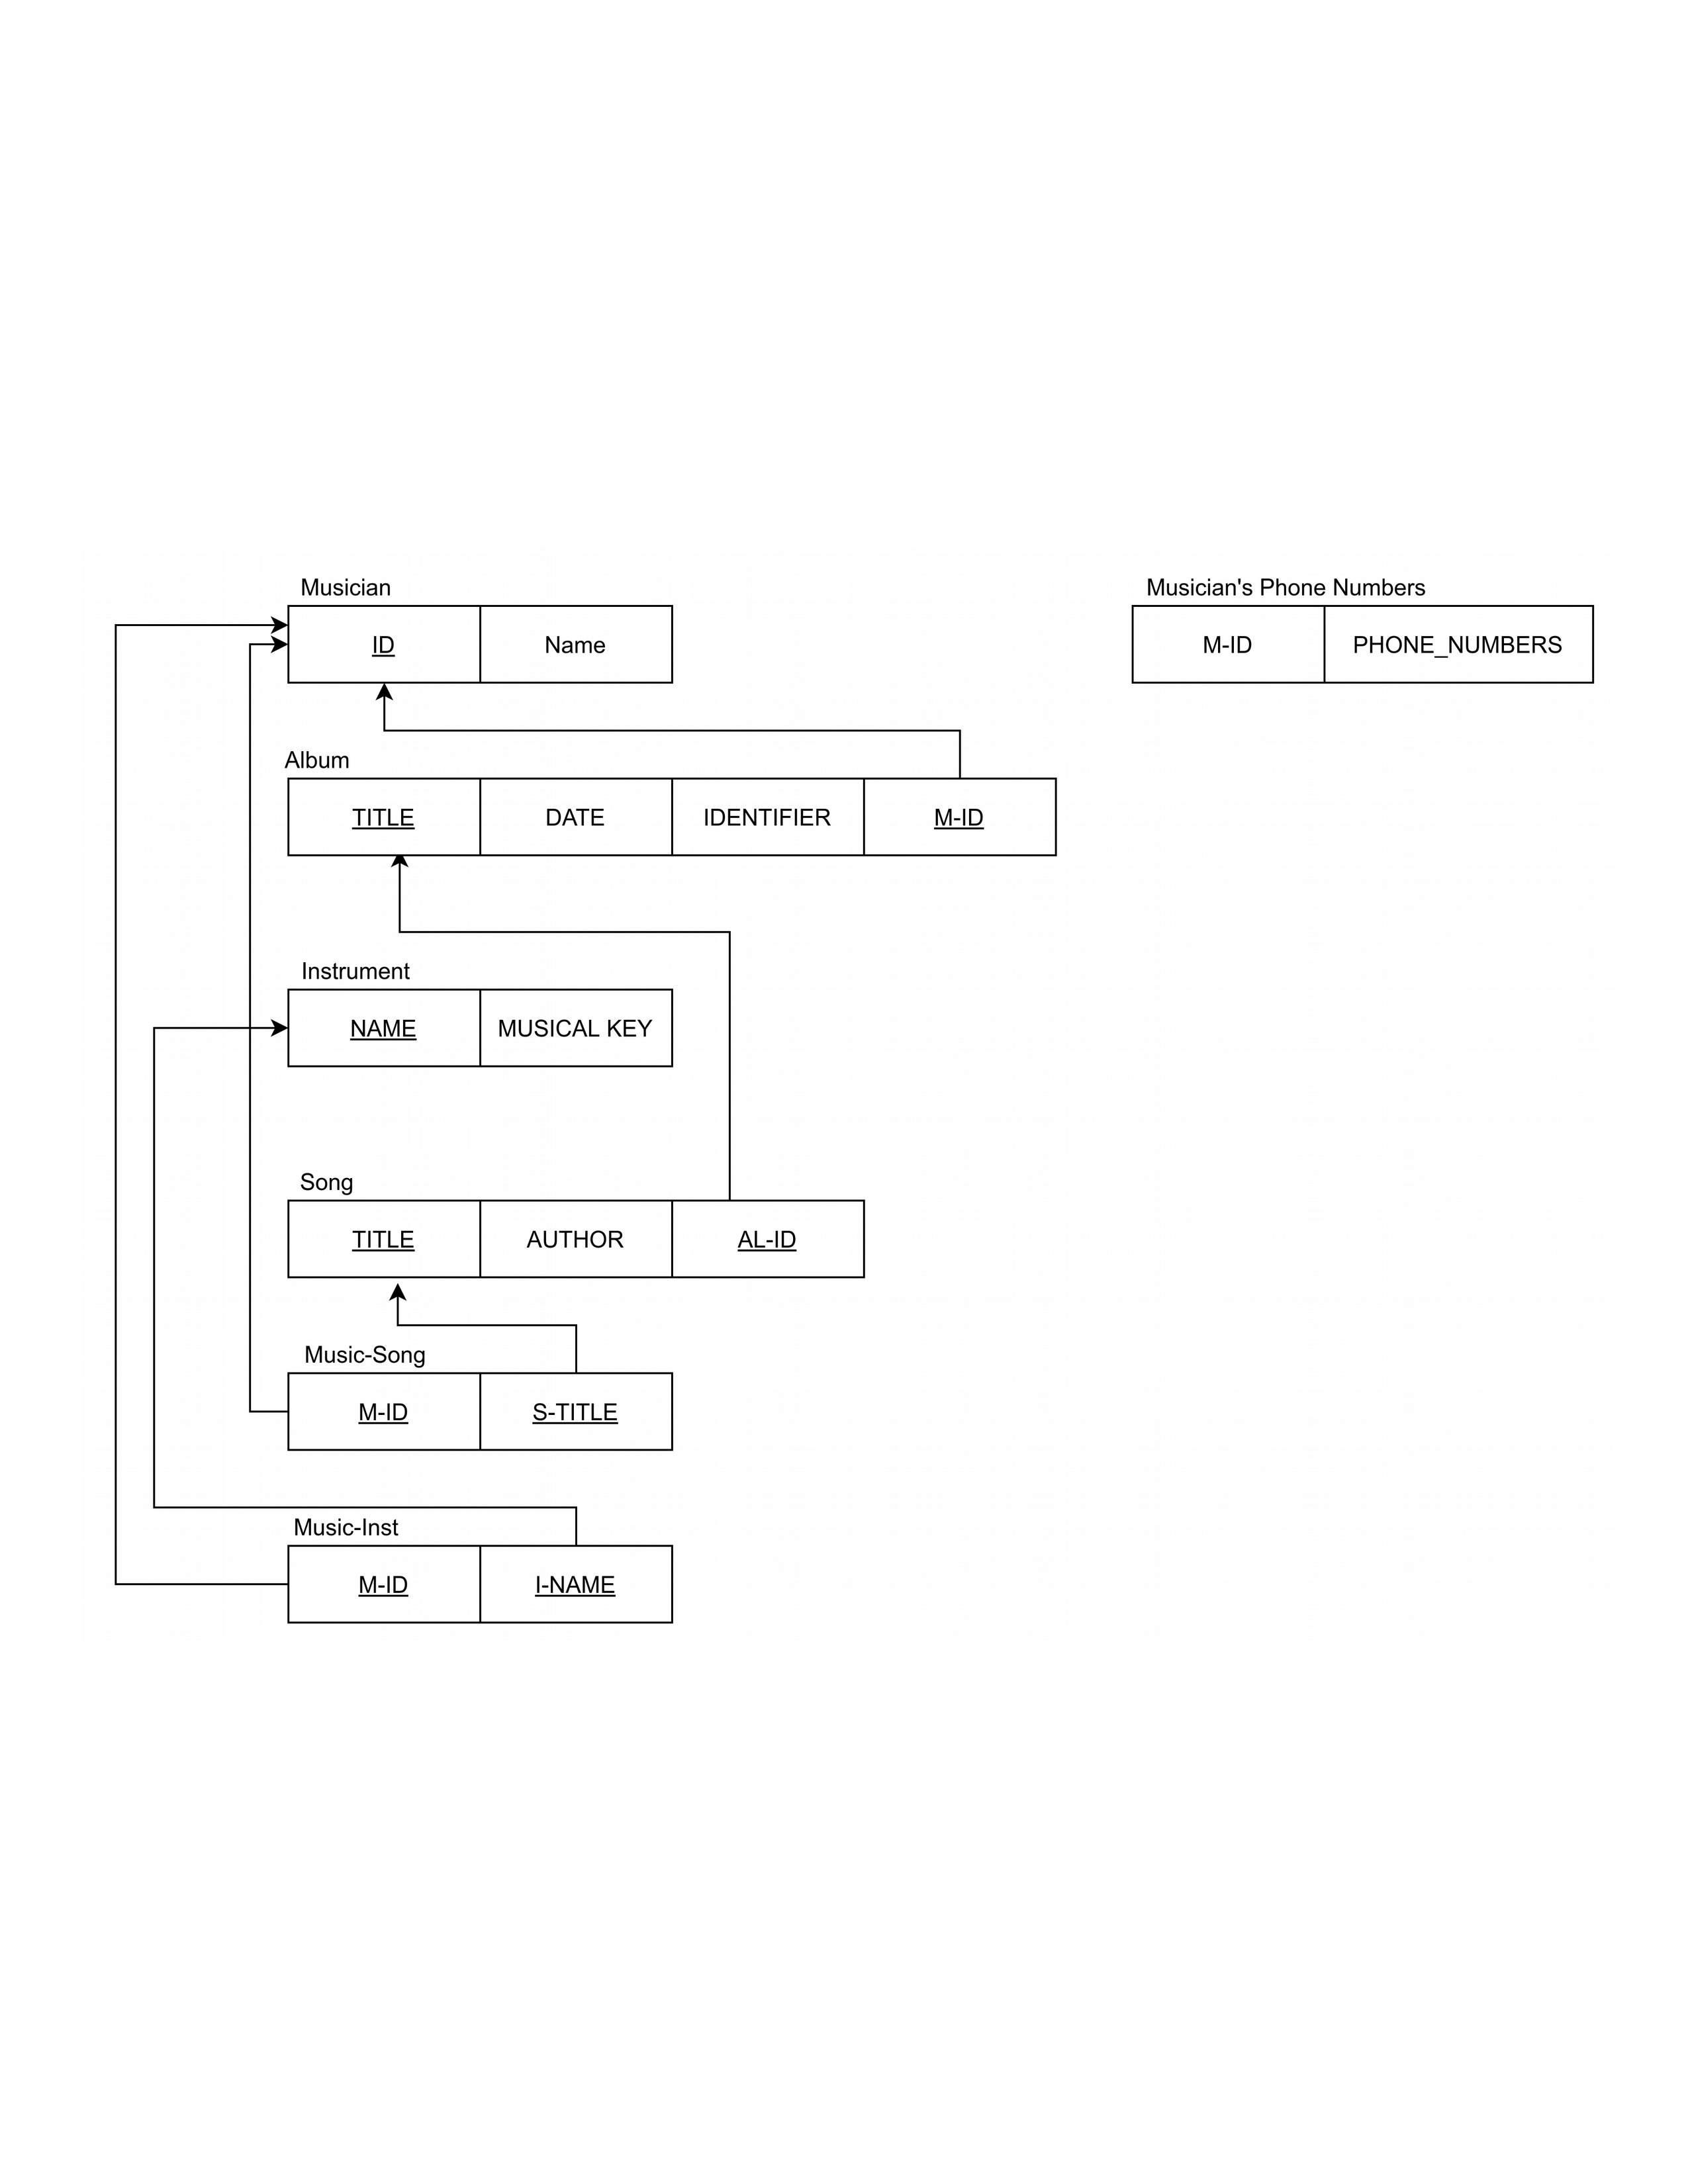 Musician
Musician's Phone Numbers
ID Name
M-ID PHONE_NUMBERS
Album
TITLE DATE IDENTIFIER M-ID
Instrument
NAME MUSICAL KEY
Song
TITLE AUTHOR AL-ID
Music-Song
M-ID S-TITLE
Music-Inst
M-ID I-NAME